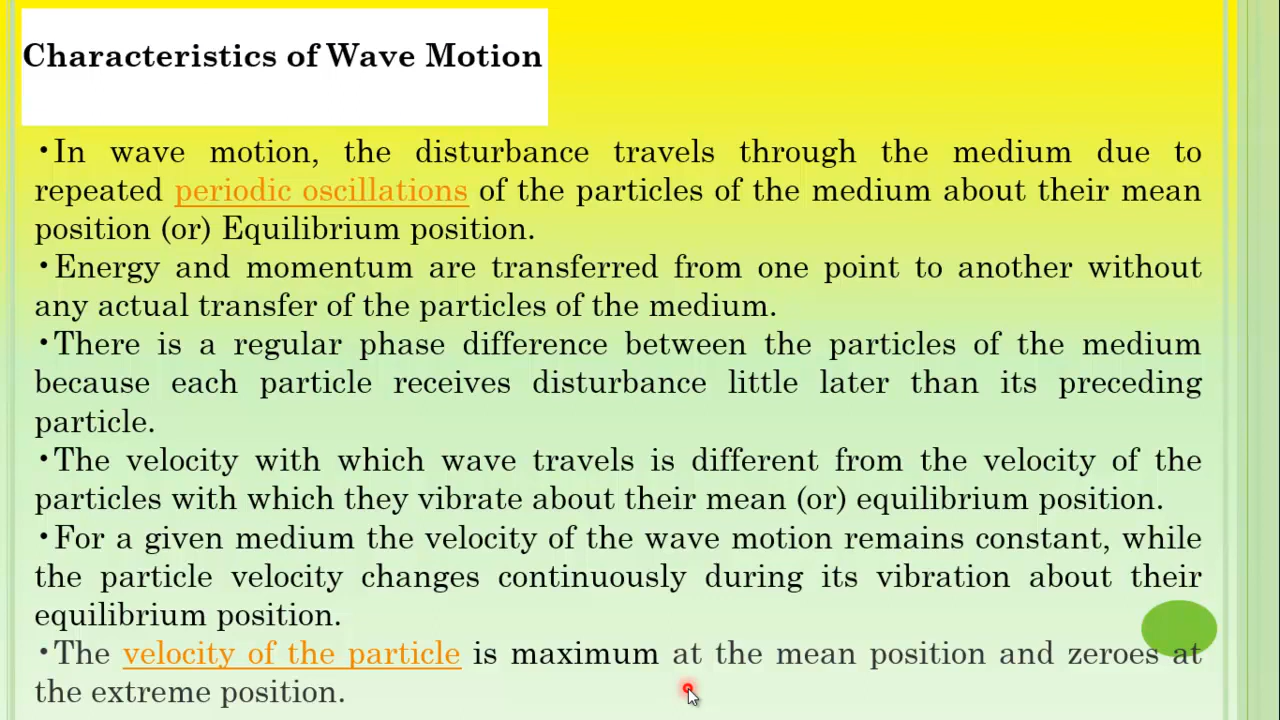 Characteristics of Wave Motion
•In wave motion, the disturbance travels through the medium due to
repeated periodic oscillations of the particles of the medium about their mean
position (or) Equilibrium position.
•Energy and momentum are transferred from one point to another without
any actual transfer of the particles of the medium.
•There is a regular phase difference between the particles of the medium
because each particle receives disturbance little later than its preceding
particle.
•The velocity with which wave travels is different from the velocity of the
particles with which they vibrate about their mean (or) equilibrium position.
•For a given medium the velocity of the wave motion remains constant, while
the particle velocity changes continuously during its vibration about their
equilibrium position.
•The velocity of the particle is maximum at the mean position and zeroes at
the extreme position.